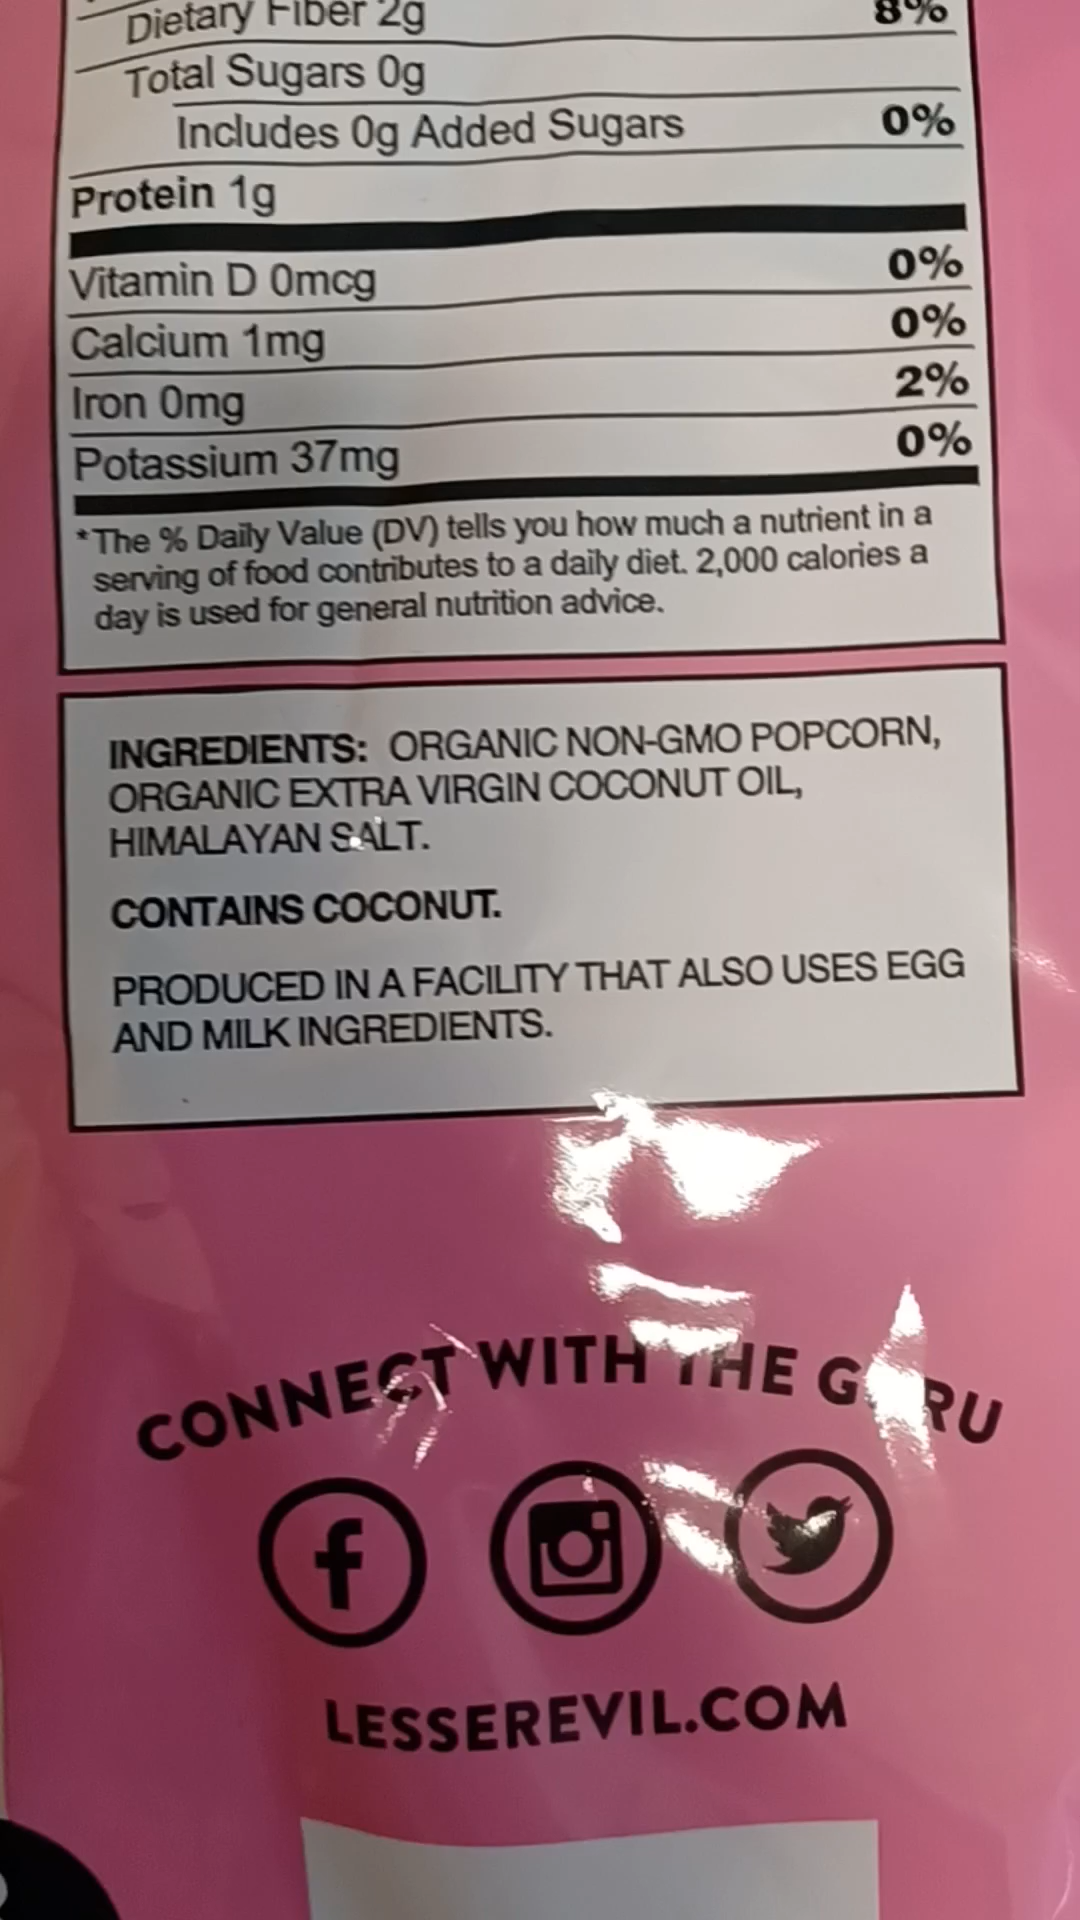 Dietary Fiber 2g 8%
Total Sugars 0g
Includes 0g Added Sugars 0%
Protein 1g
Vitamin D 0mcg 0%
Calcium 1mg 0%
Iron 0mg 2%
Potassium 37mg 0%
*The % Daily Value (DV) tells you how much a nutrient in a
serving of food contributes to a daily diet. 2,000 calories a
day is used for general nutrition advice.
INGREDIENTS: ORGANIC NON-GMO POPCORN,
ORGANIC EXTRA VIRGIN COCONUT OIL,
HIMALAYAN SALT.
CONTAINS COCONUT.
PRODUCED IN A FACILITY THAT ALSO USES EGG
AND MILK INGREDIENTS.
CONNECT WITH THE GURU
LESSEREVIL.COM